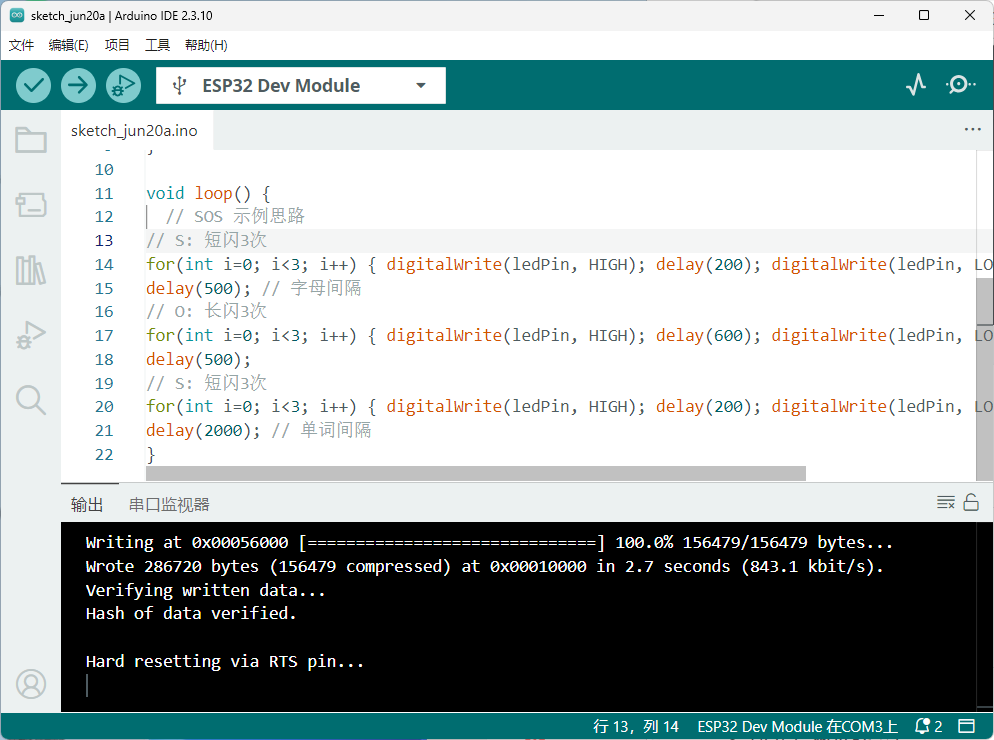 sketch_jun20a | Arduino IDE 2.3.10
文件 编辑(E) 项目 工具 帮助(H)
ESP32 Dev Module
sketch_jun20a.ino
10
11 void loop() {
12 // SOS 示例思路
13 // S: 短闪3次
14 for(int i=0; i<3; i++) { digitalWrite(ledPin, HIGH); delay(200); digitalWrite(ledPin, LO
15 delay(500); // 字母间隔
16 // O: 长闪3次
17 for(int i=0; i<3; i++) { digitalWrite(ledPin, HIGH); delay(600); digitalWrite(ledPin, LO
18 delay(500);
19 // S: 短闪3次
20 for(int i=0; i<3; i++) { digitalWrite(ledPin, HIGH); delay(200); digitalWrite(ledPin, LO
21 delay(2000); // 单词间隔
22 }
输出 串口监视器
Writing at 0x00056000 [==============================] 100.0% 156479/156479 bytes...
Wrote 286720 bytes (156479 compressed) at 0x00010000 in 2.7 seconds (843.1 kbit/s).
Verifying written data...
Hash of data verified.
Hard resetting via RTS pin...
行 13，列 14 ESP32 Dev Module 在COM3上 2